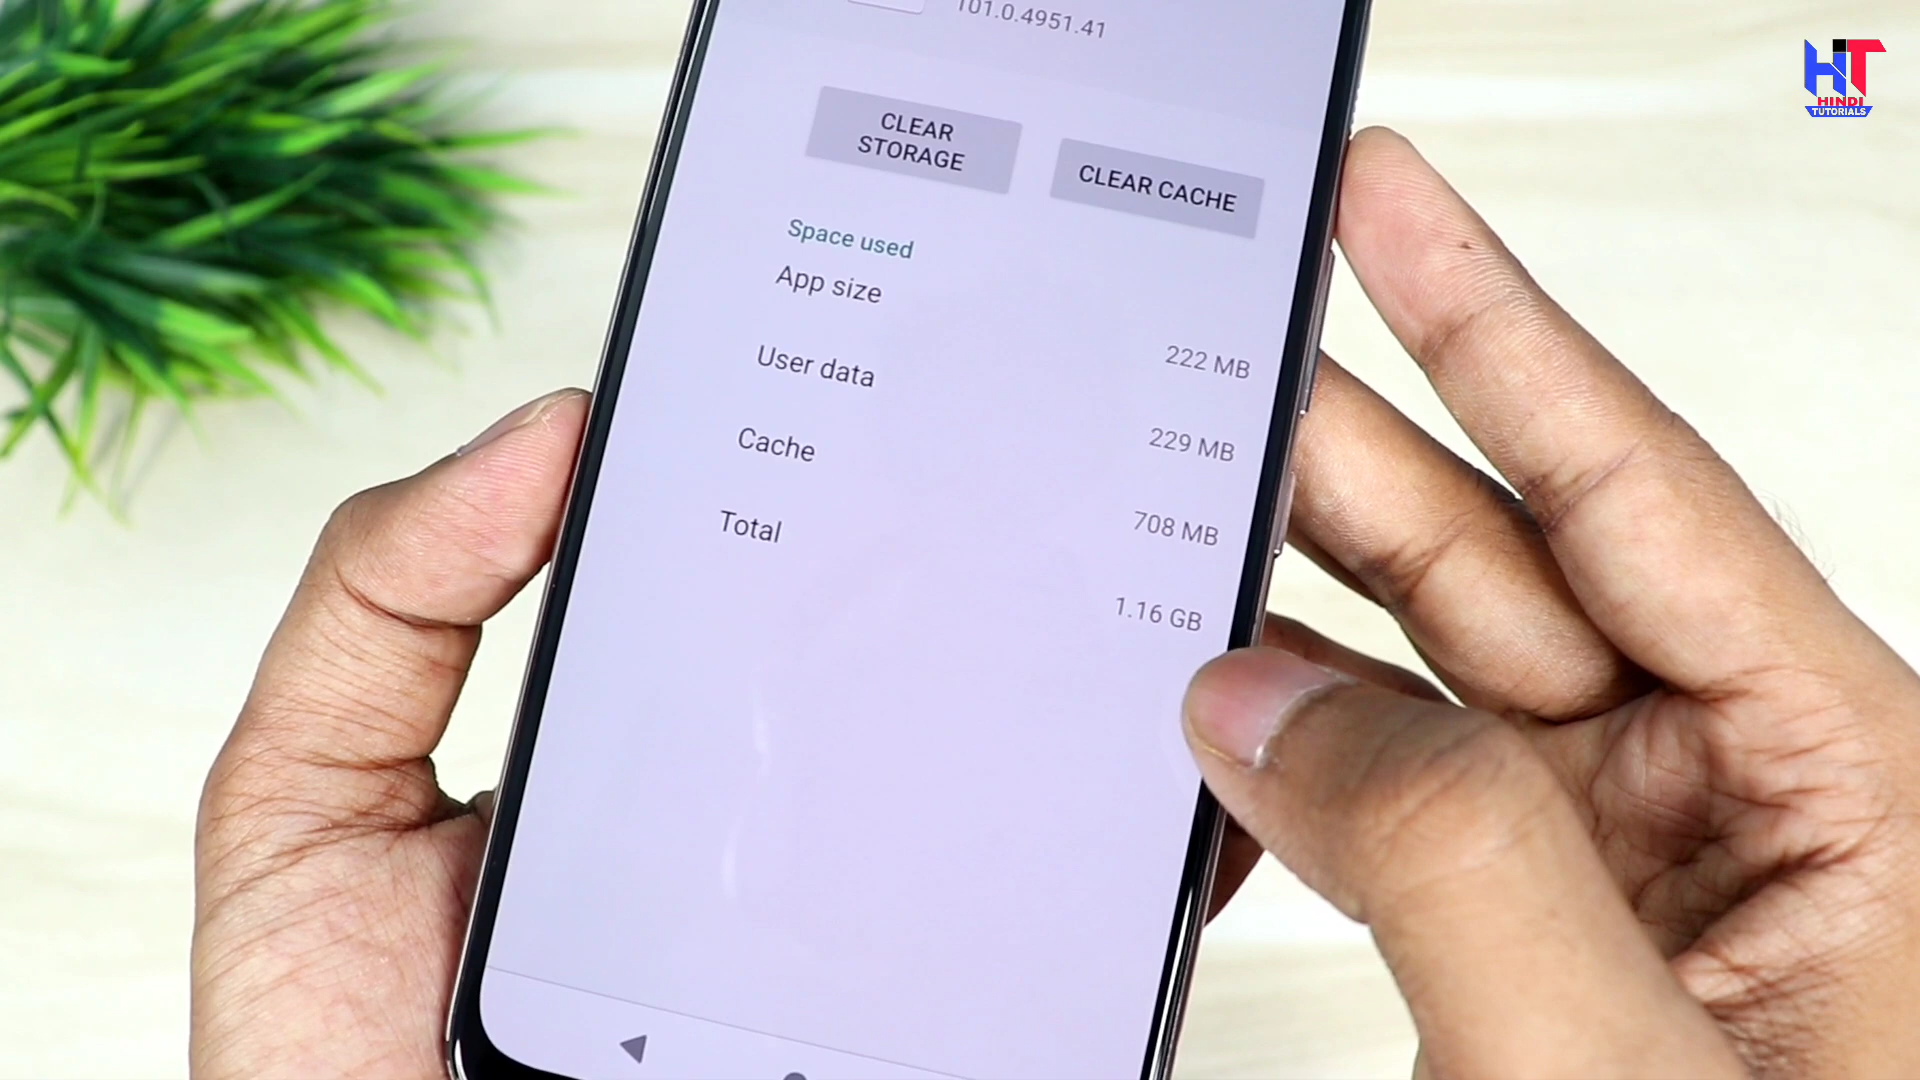 101.0.4951.41
CLEAR
STORAGE
CLEAR CACHE
Space used
App size
222 MB
User data
229 MB
Cache
708 MB
Total
1.16 GB
HT
HINDI
TUTORIALS